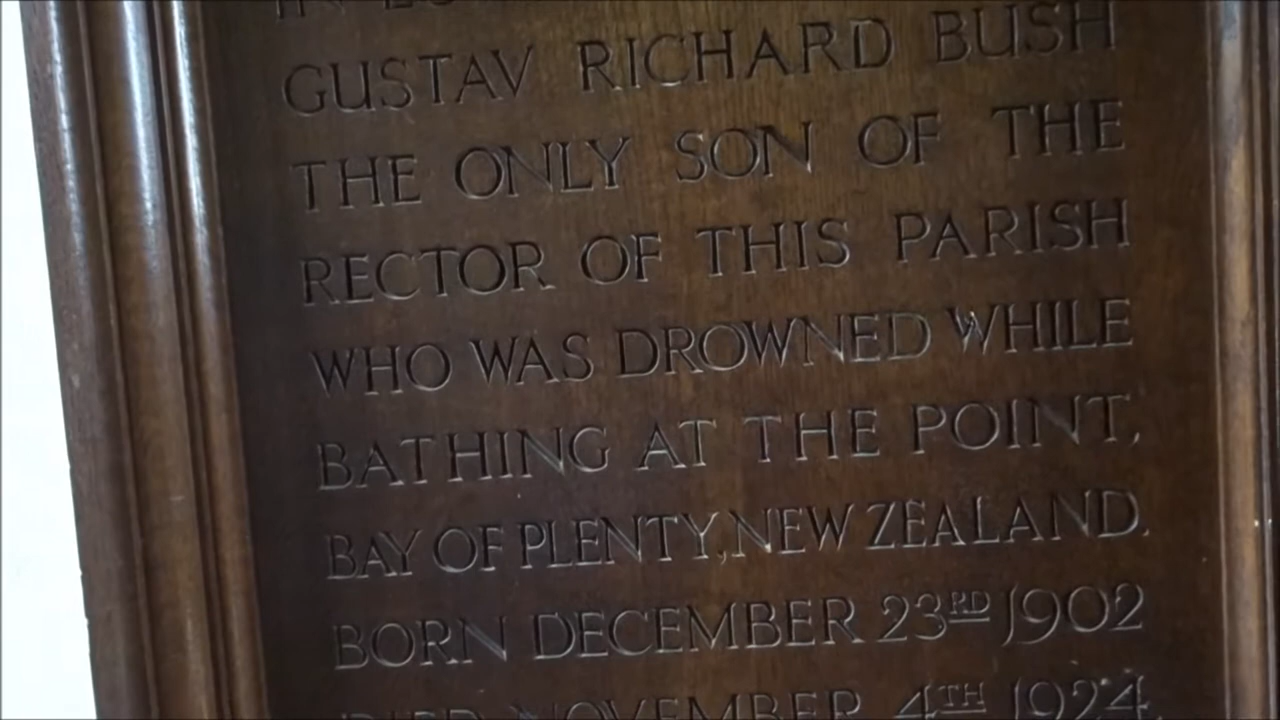 GUSTAV RICHARD BUSH
THE ONLY SON OF THE
RECTOR OF THIS PARISH
WHO WAS DROWNED WHILE
BATHING AT THE POINT,
BAY OF PLENTY, NEW ZEALAND.
BORN DECEMBER 23RD 1902
DIED NOVEMBER 4TH 1924